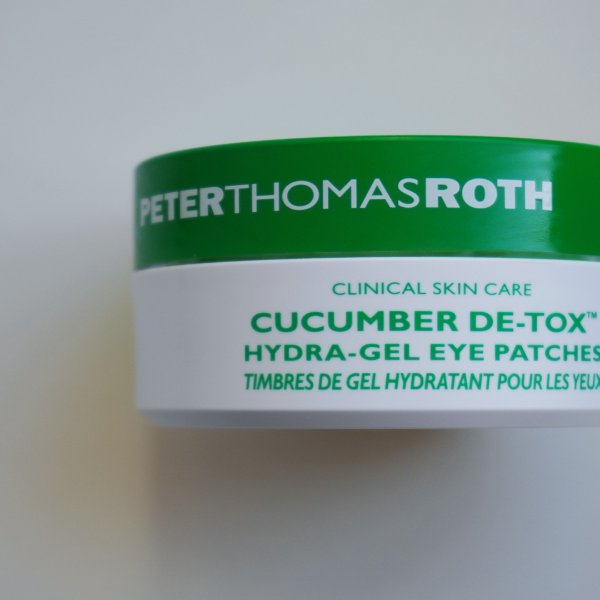 PETERTHOMASROTH
CLINICAL SKIN CARE
CUCUMBER DE-TOX™
HYDRA-GEL EYE PATCHES
TIMBRES DE GEL HYDRATANT POUR LES YEUX